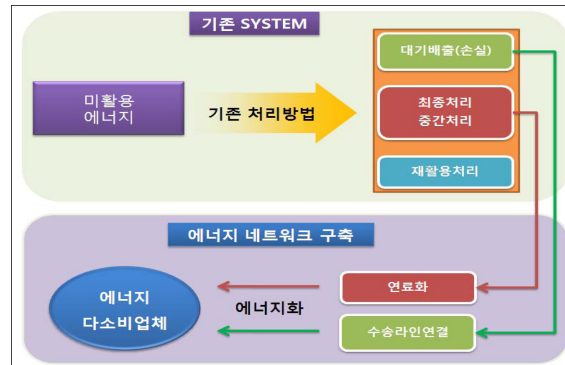 기존 SYSTEM
대기배출(손실)
미활용
에너지
기존 처리방법
최종처리
중간처리
재활용처리
에너지 네트워크 구축
에너지
다소비업체
에너지화
연료화
수송라인연결